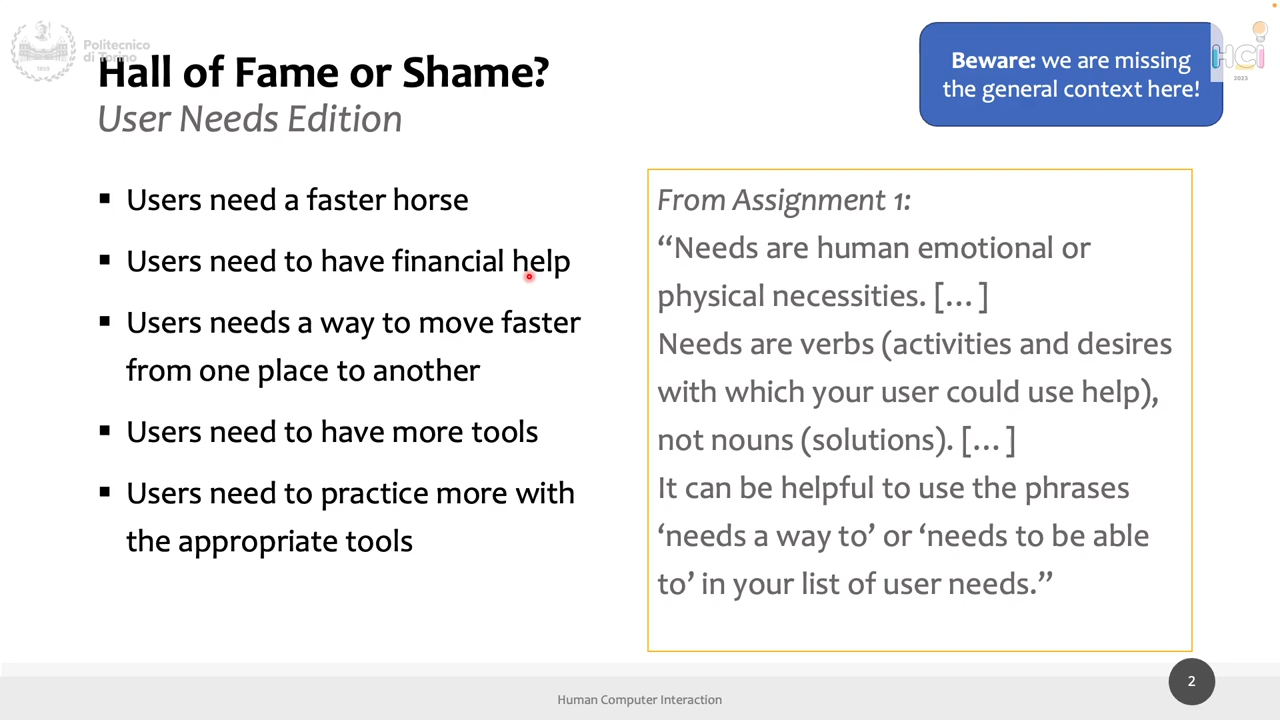 Politecnico
di Torino
1859
Hall of Fame or Shame?
User Needs Edition
Beware: we are missing
the general context here!
HCI
2023
▪ Users need a faster horse
▪ Users need to have financial help
▪ Users needs a way to move faster
from one place to another
▪ Users need to have more tools
▪ Users need to practice more with
the appropriate tools
From Assignment 1:
“Needs are human emotional or
physical necessities. […]
Needs are verbs (activities and desires
with which your user could use help),
not nouns (solutions). […]
It can be helpful to use the phrases
‘needs a way to’ or ‘needs to be able
to’ in your list of user needs.”
Human Computer Interaction
2